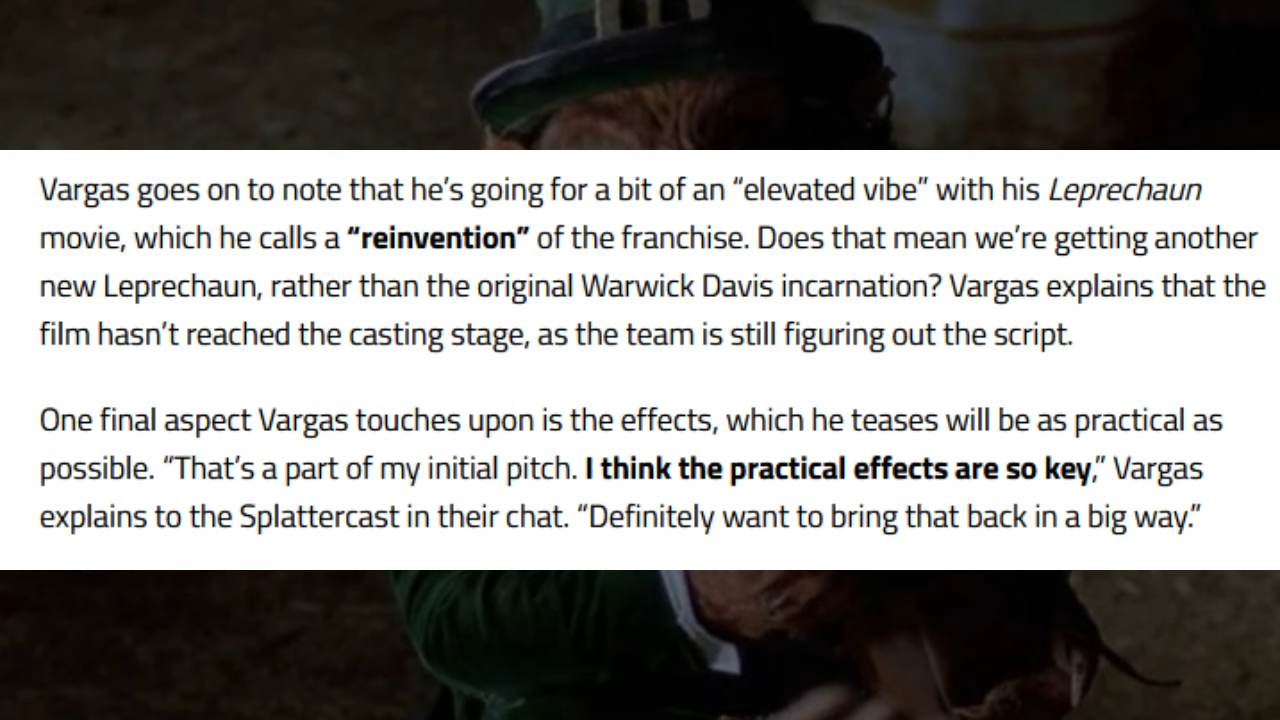 Vargas goes on to note that he’s going for a bit of an “elevated vibe” with his Leprechaun
movie, which he calls a “reinvention” of the franchise. Does that mean we’re getting another
new Leprechaun, rather than the original Warwick Davis incarnation? Vargas explains that the
film hasn’t reached the casting stage, as the team is still figuring out the script.
One final aspect Vargas touches upon is the effects, which he teases will be as practical as
possible. “That’s a part of my initial pitch. I think the practical effects are so key,” Vargas
explains to the Splattercast in their chat. “Definitely want to bring that back in a big way.”